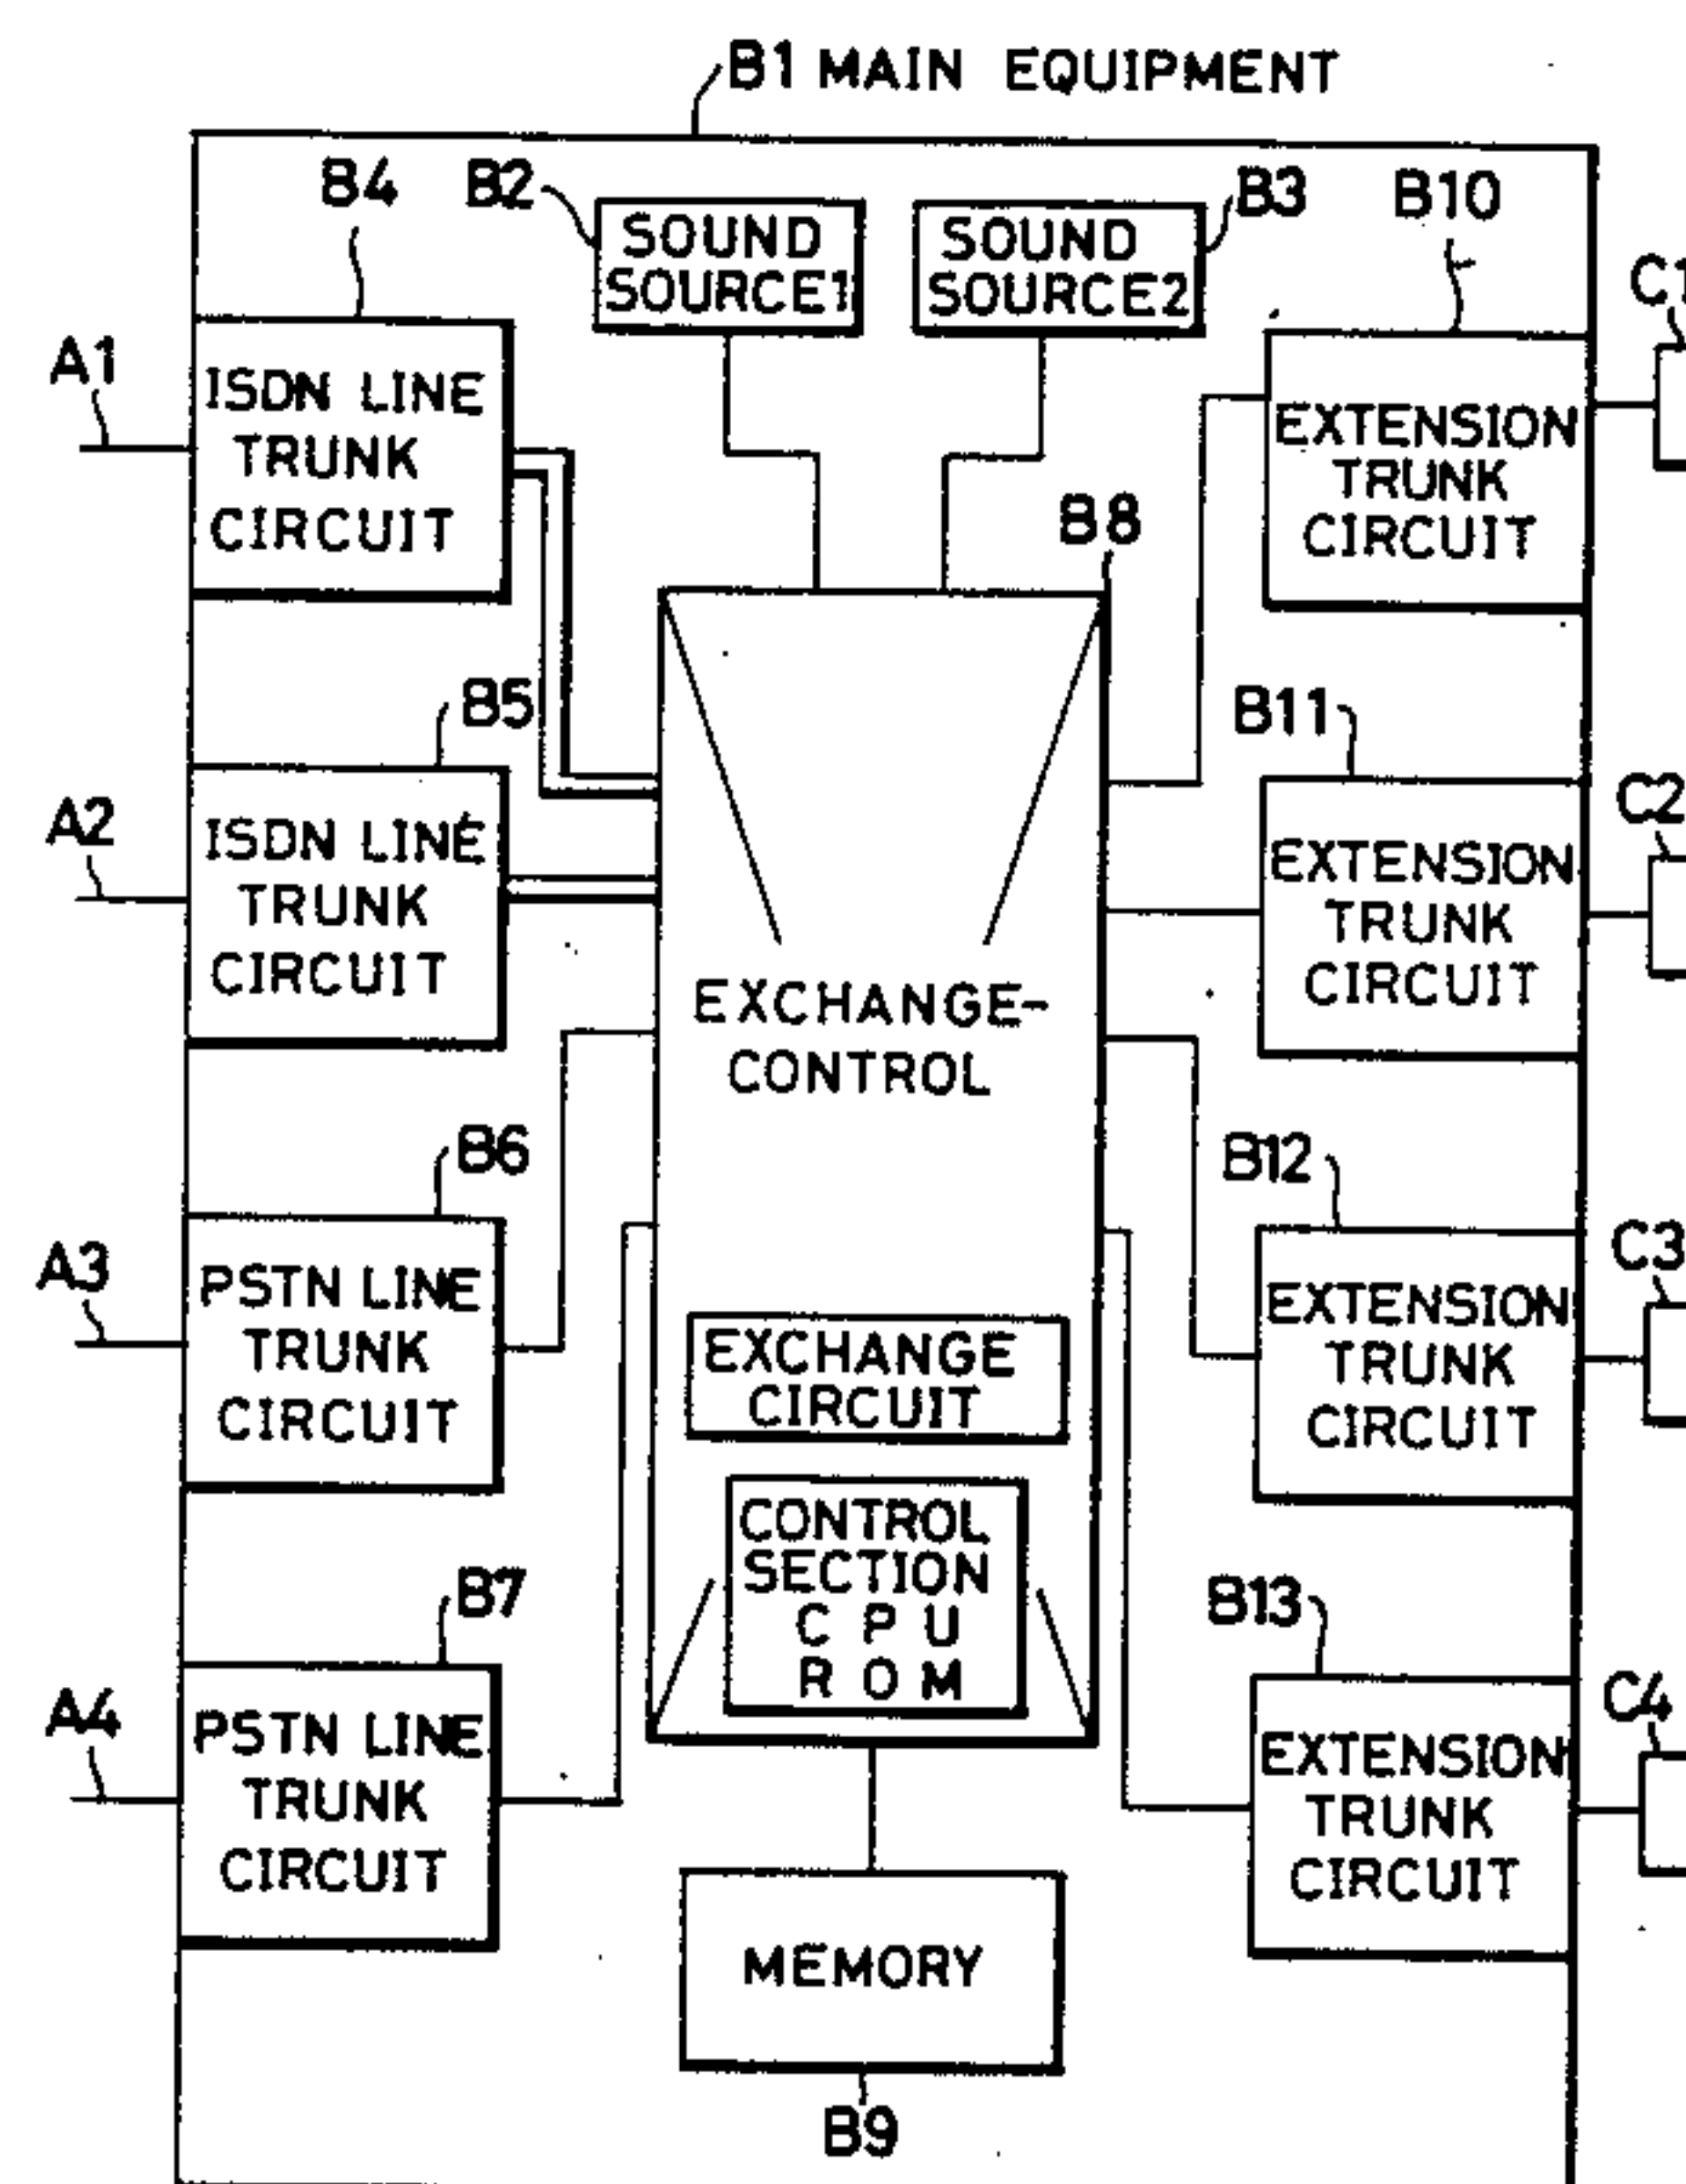 B1 MAIN EQUIPMENT
B4
B2
B3
B10
SOUND
SOURCE1
SOUND
SOURCE2
C1
A1
ISDN LINE
TRUNK
CIRCUIT
EXTENSION
TRUNK
CIRCUIT
B8
B5
B11
A2
C2
ISDN LINE
TRUNK
CIRCUIT
EXTENSION
TRUNK
CIRCUIT
EXCHANGE-
CONTROL
B6
B12
A3
C3
PSTN LINE
TRUNK
CIRCUIT
EXTENSION
TRUNK
CIRCUIT
EXCHANGE
CIRCUIT
CONTROL
SECTION
C P U
R O M
B7
B13
A4
C4
PSTN LINE
TRUNK
CIRCUIT
EXTENSION
TRUNK
CIRCUIT
MEMORY
B9